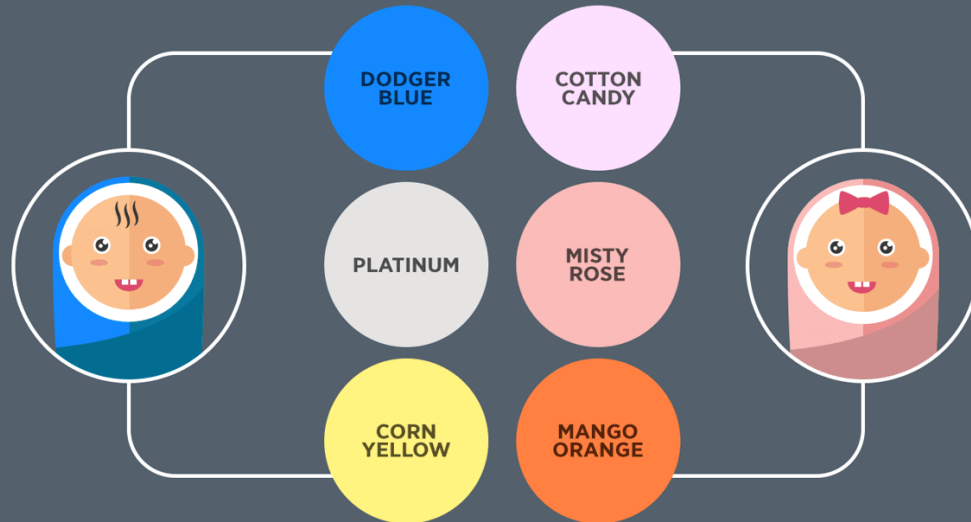 DODGER
BLUE
COTTON
CANDY
PLATINUM
MISTY
ROSE
CORN
YELLOW
MANGO
ORANGE